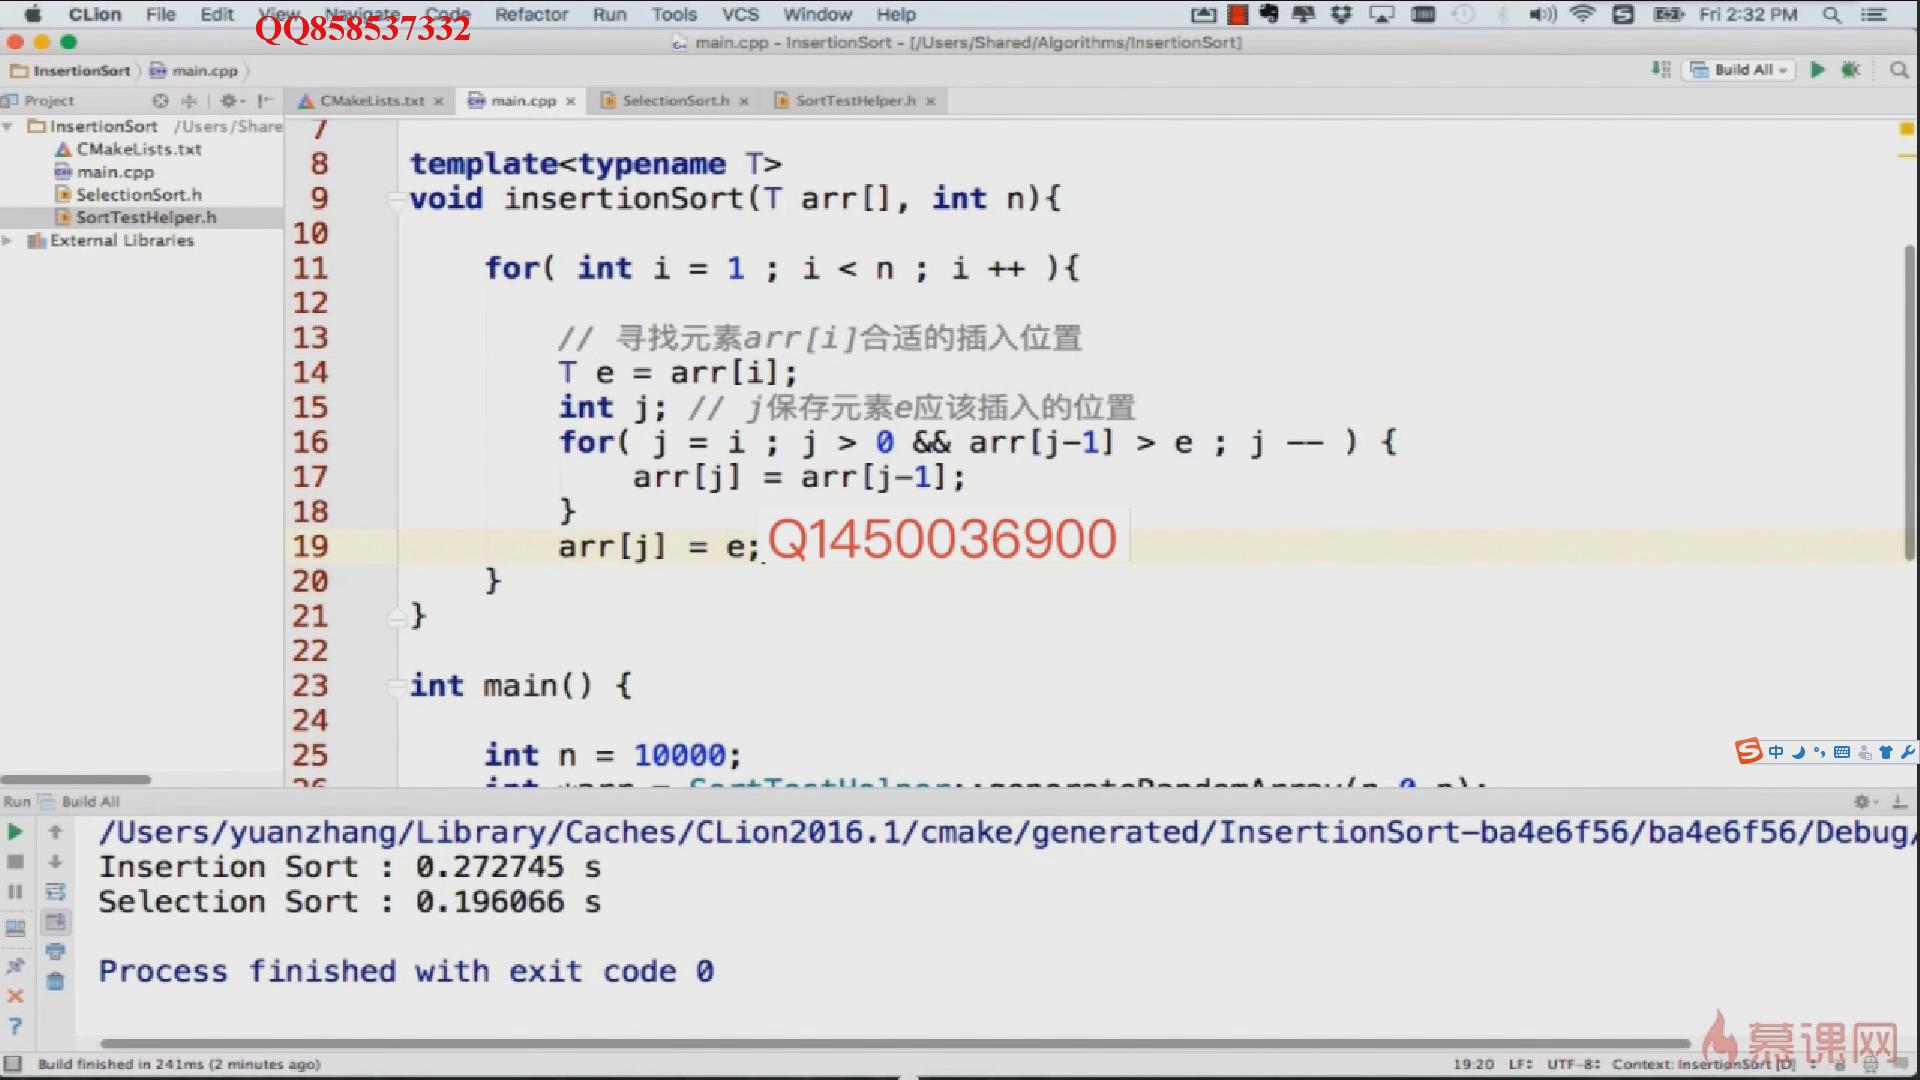 CLion File Edit View Navigate Code Refactor Run Tools VCS Window Help Fri 2:32 PM
QQ858537332
main.cpp - InsertionSort - [/Users/Shared/Algorithms/InsertionSort]
InsertionSort main.cpp Build All
Project CMakeLists.txt main.cpp SelectionSort.h SortTestHelper.h
InsertionSort /Users/Share
CMakeLists.txt
main.cpp
SelectionSort.h
SortTestHelper.h
External Libraries
7
8 template<typename T>
9 void insertionSort(T arr[], int n){
10
11 for( int i = 1 ; i < n ; i ++ ){
12
13 // 寻找元素arr[i]合适的插入位置
14 T e = arr[i];
15 int j; // j保存元素e应该插入的位置
16 for( j = i ; j > 0 && arr[j-1] > e ; j -- ) {
17 arr[j] = arr[j-1];
18 }
19 arr[j] = e;
Q1450036900
20 }
21 }
22
23 int main() {
24
25 int n = 10000;
26 int *arr = SortTestHelper::generateRandomArray(n,0,n);
中
Run Build All
/Users/yuanzhang/Library/Caches/CLion2016.1/cmake/generated/InsertionSort-ba4e6f56/ba4e6f56/Debug/
Insertion Sort : 0.272745 s
Selection Sort : 0.196066 s
Process finished with exit code 0
慕课网
Build finished in 241ms (2 minutes ago) 19:20 LF: UTF-8: Context: InsertionSort [D]